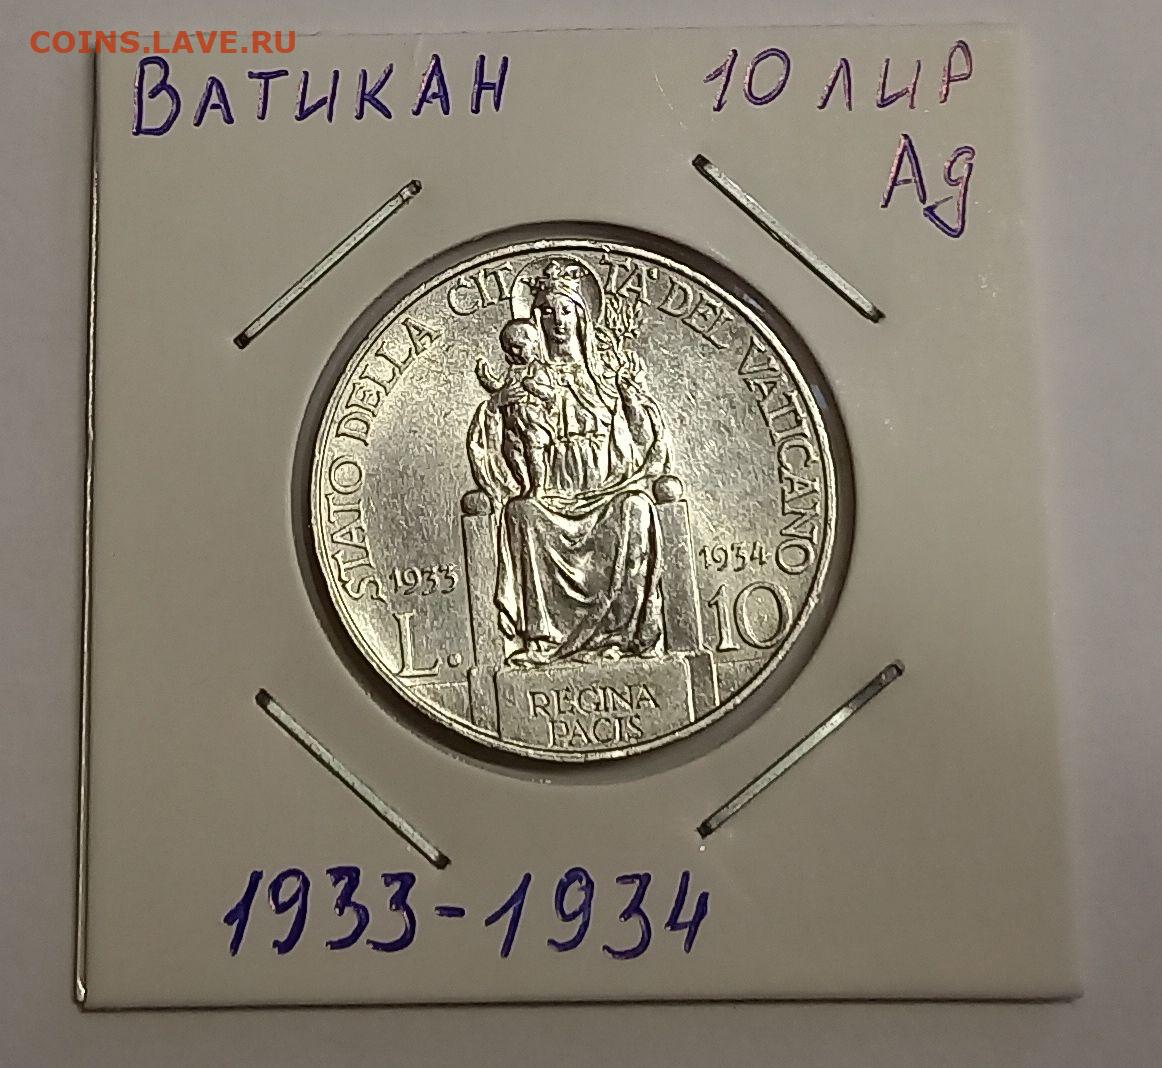 COINS.LAVE.RU
ВАТИКАН 10 ЛИР
Ag
STATO DELLA CITTA' DEL VATICANO
1933 1934
L. 10
REGINA
PACIS
1933-1934